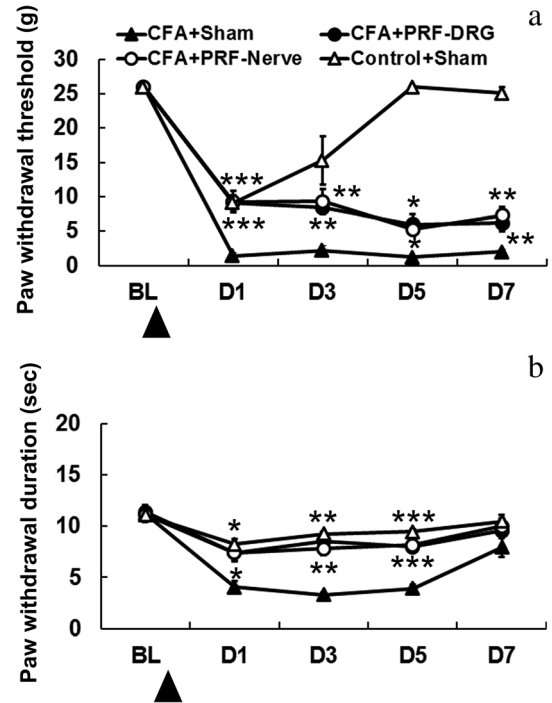 a
CFA+Sham CFA+PRF-DRG
CFA+PRF-Nerve Control+Sham
Paw withdrawal threshold (g)
30
25
20
15
10
5
0
***
***
**
**
*
*
**
**
BL D1 D3 D5 D7
b
Paw withdrawal duration (sec)
20
15
10
5
0
* ** ***
* ** ***
BL D1 D3 D5 D7